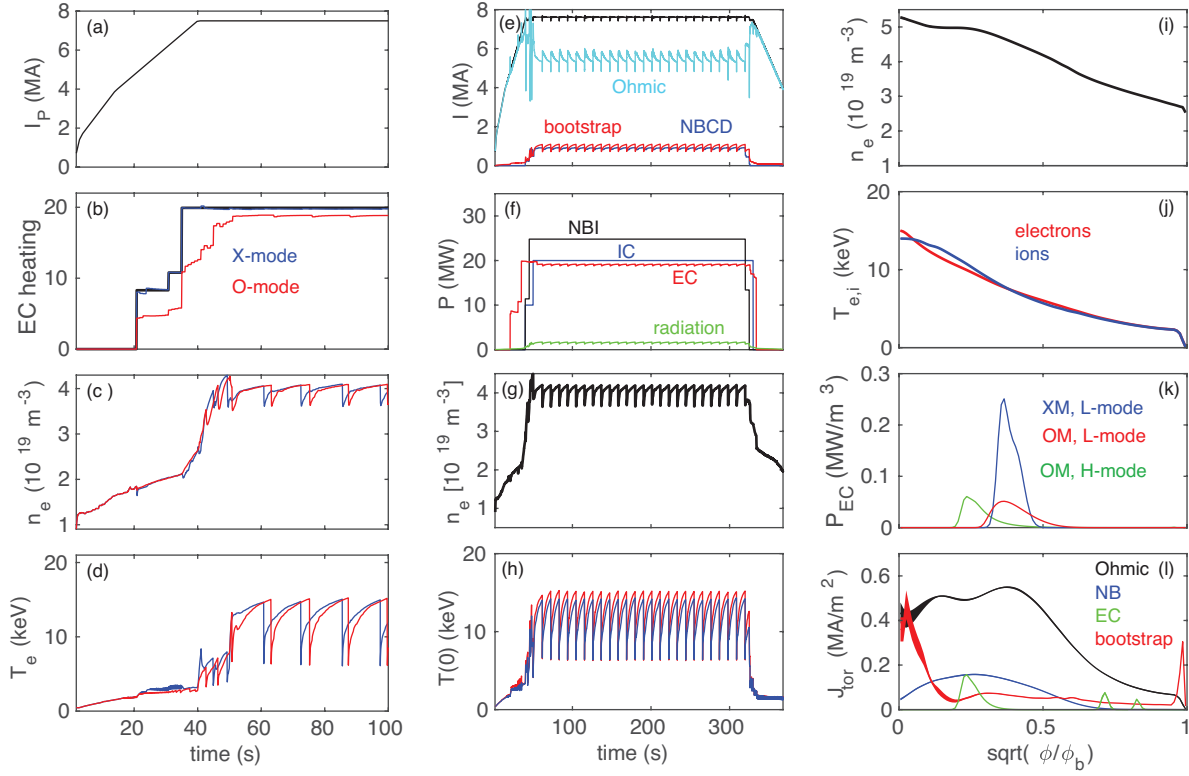 (a)
I_P (MA)
8
6
4
2
0
(b)
EC heating
20
10
0
X-mode
O-mode
(c )
n_e (10 ^19 m^-3)
4
3
2
1
(d)
T_e (keV)
20
10
0
0 20 40 60 80 100
time (s)
(e)
I (MA)
8
6
4
2
0
Ohmic
bootstrap NBCD
(f)
P (MW)
30
20
10
0
NBI
IC
EC
radiation
(g)
n_e [10 ^19 m^-3)
4
3
2
1
(h)
T(0) (keV)
20
15
10
5
0
100 200 300
time (s)
(i)
n_e (10 ^19 m^-3)
5
4
3
2
1
0
(j)
T_e,i (keV)
20
10
0
electrons
ions
(k)
P_EC (MW/m^3)
0.3
0.2
0.1
0
XM, L-mode
OM, L-mode
OM, H-mode
(l)
J_tor (MA/m^2)
0.6
0.4
0.2
0
Ohmic
NB
EC
bootstrap
0 0.5 1
sqrt( ϕ/ϕ_b)